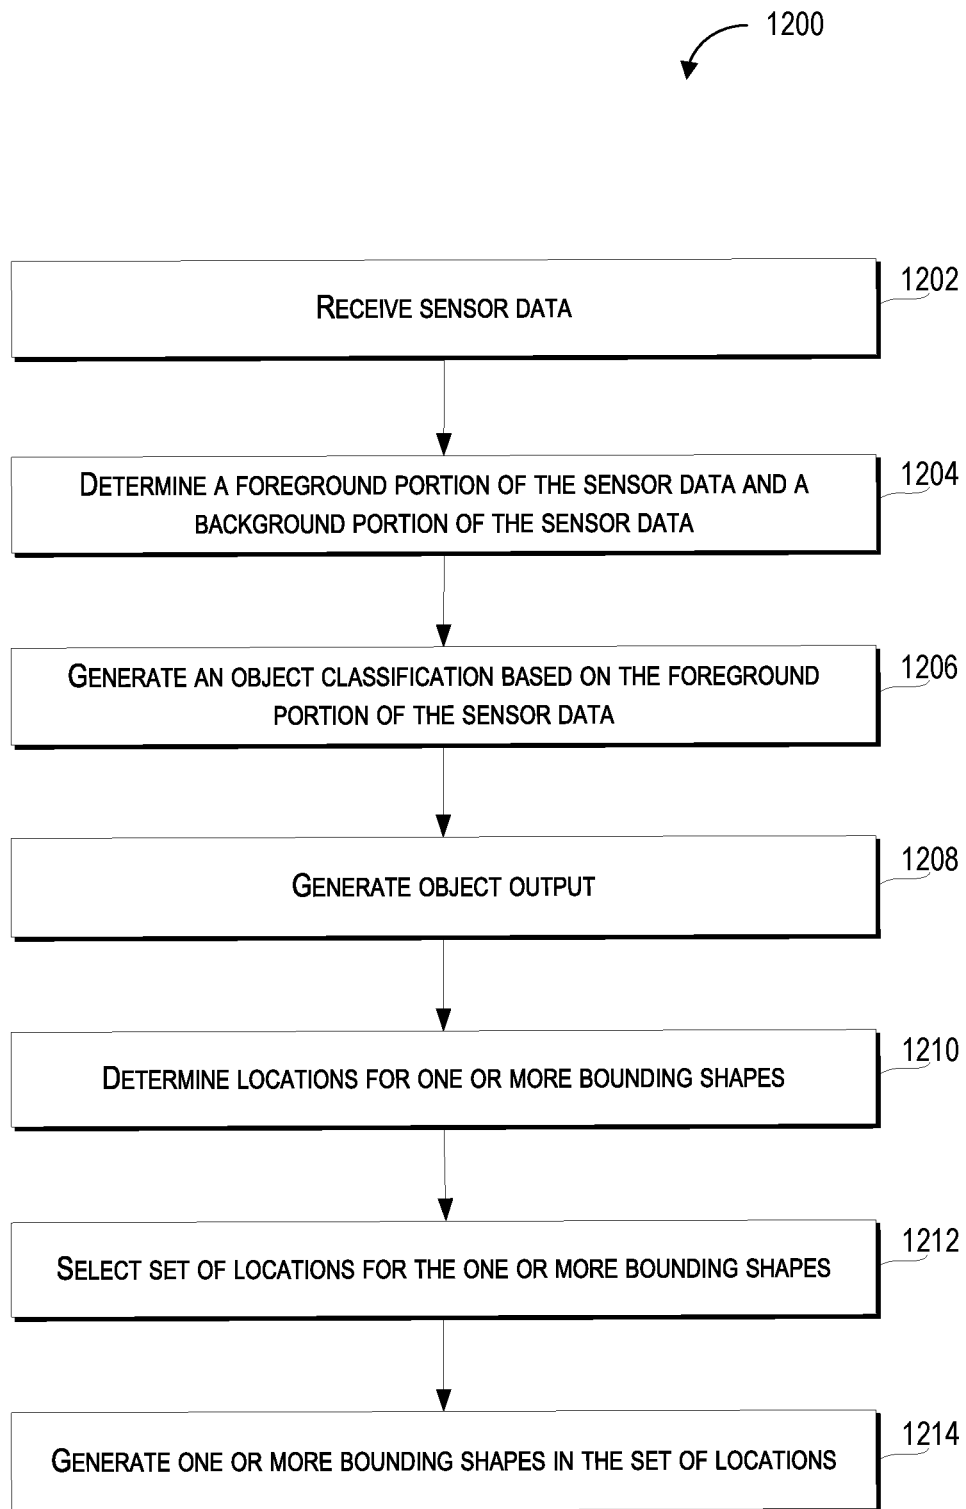 1200
1202
RECEIVE SENSOR DATA
1204
DETERMINE A FOREGROUND PORTION OF THE SENSOR DATA AND A
BACKGROUND PORTION OF THE SENSOR DATA
1206
GENERATE AN OBJECT CLASSIFICATION BASED ON THE FOREGROUND
PORTION OF THE SENSOR DATA
1208
GENERATE OBJECT OUTPUT
1210
DETERMINE LOCATIONS FOR ONE OR MORE BOUNDING SHAPES
1212
SELECT SET OF LOCATIONS FOR THE ONE OR MORE BOUNDING SHAPES
1214
GENERATE ONE OR MORE BOUNDING SHAPES IN THE SET OF LOCATIONS